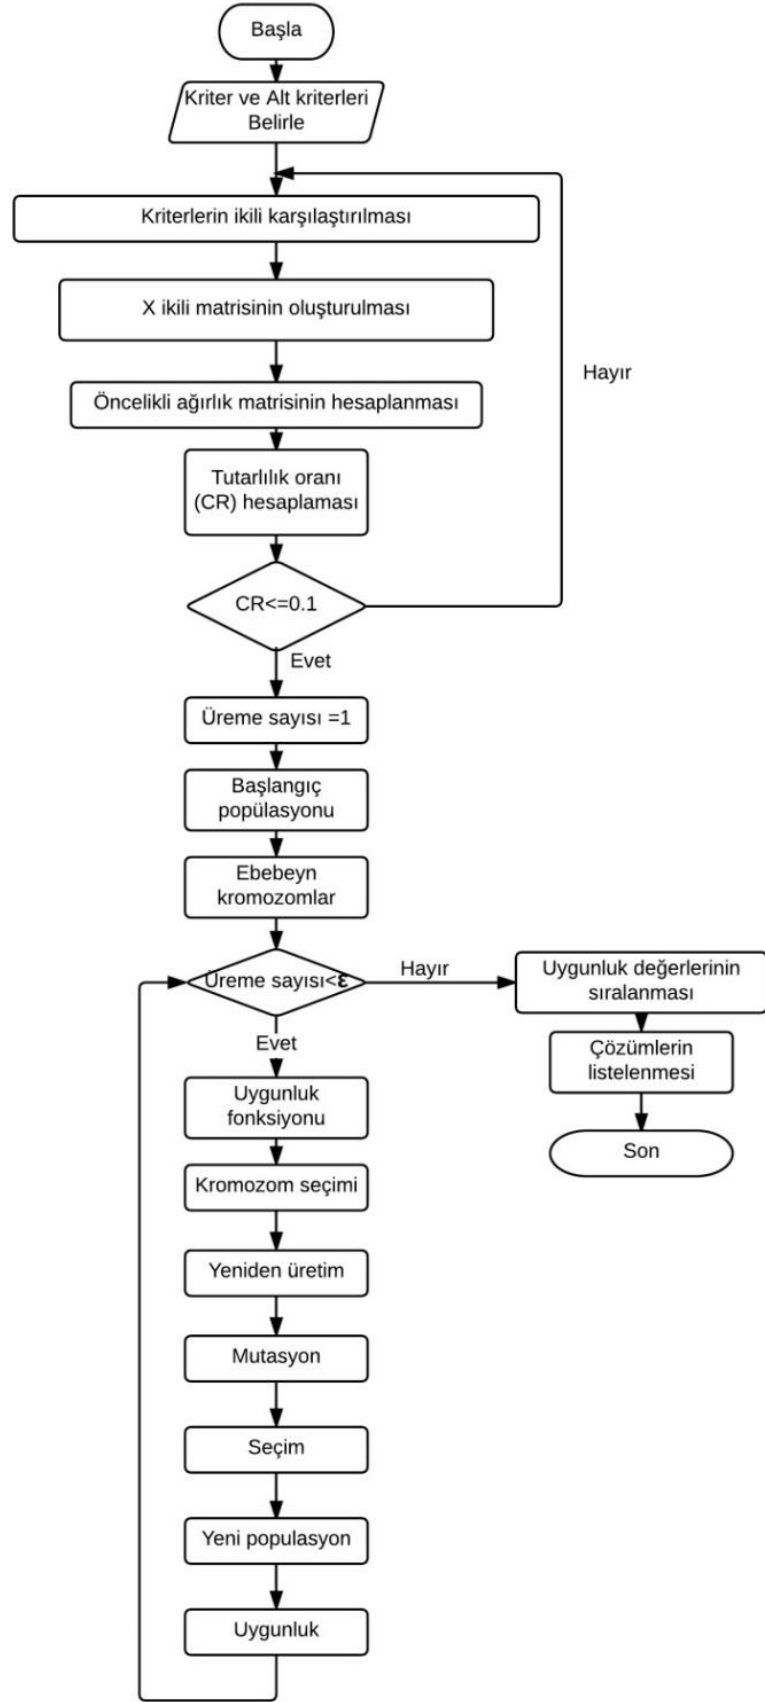 Başla
Kriter ve Alt kriterleri
Belirle
Kriterlerin ikili karşılaştırılması
X ikili matrisinin oluşturulması
Hayır
Öncelikli ağırlık matrisinin hesaplanması
Tutarlılık oranı
(CR) hesaplaması
CR<=0.1
Evet
Üreme sayısı =1
Başlangıç
popülasyonu
Ebebeyn
kromozomlar
Üreme sayısı<ε
Hayır
Uygunluk değerlerinin
sıralanması
Evet
Çözümlerin
listelenmesi
Uygunluk
fonksiyonu
Son
Kromozom seçimi
Yeniden üretim
Mutasyon
Seçim
Yeni populasyon
Uygunluk